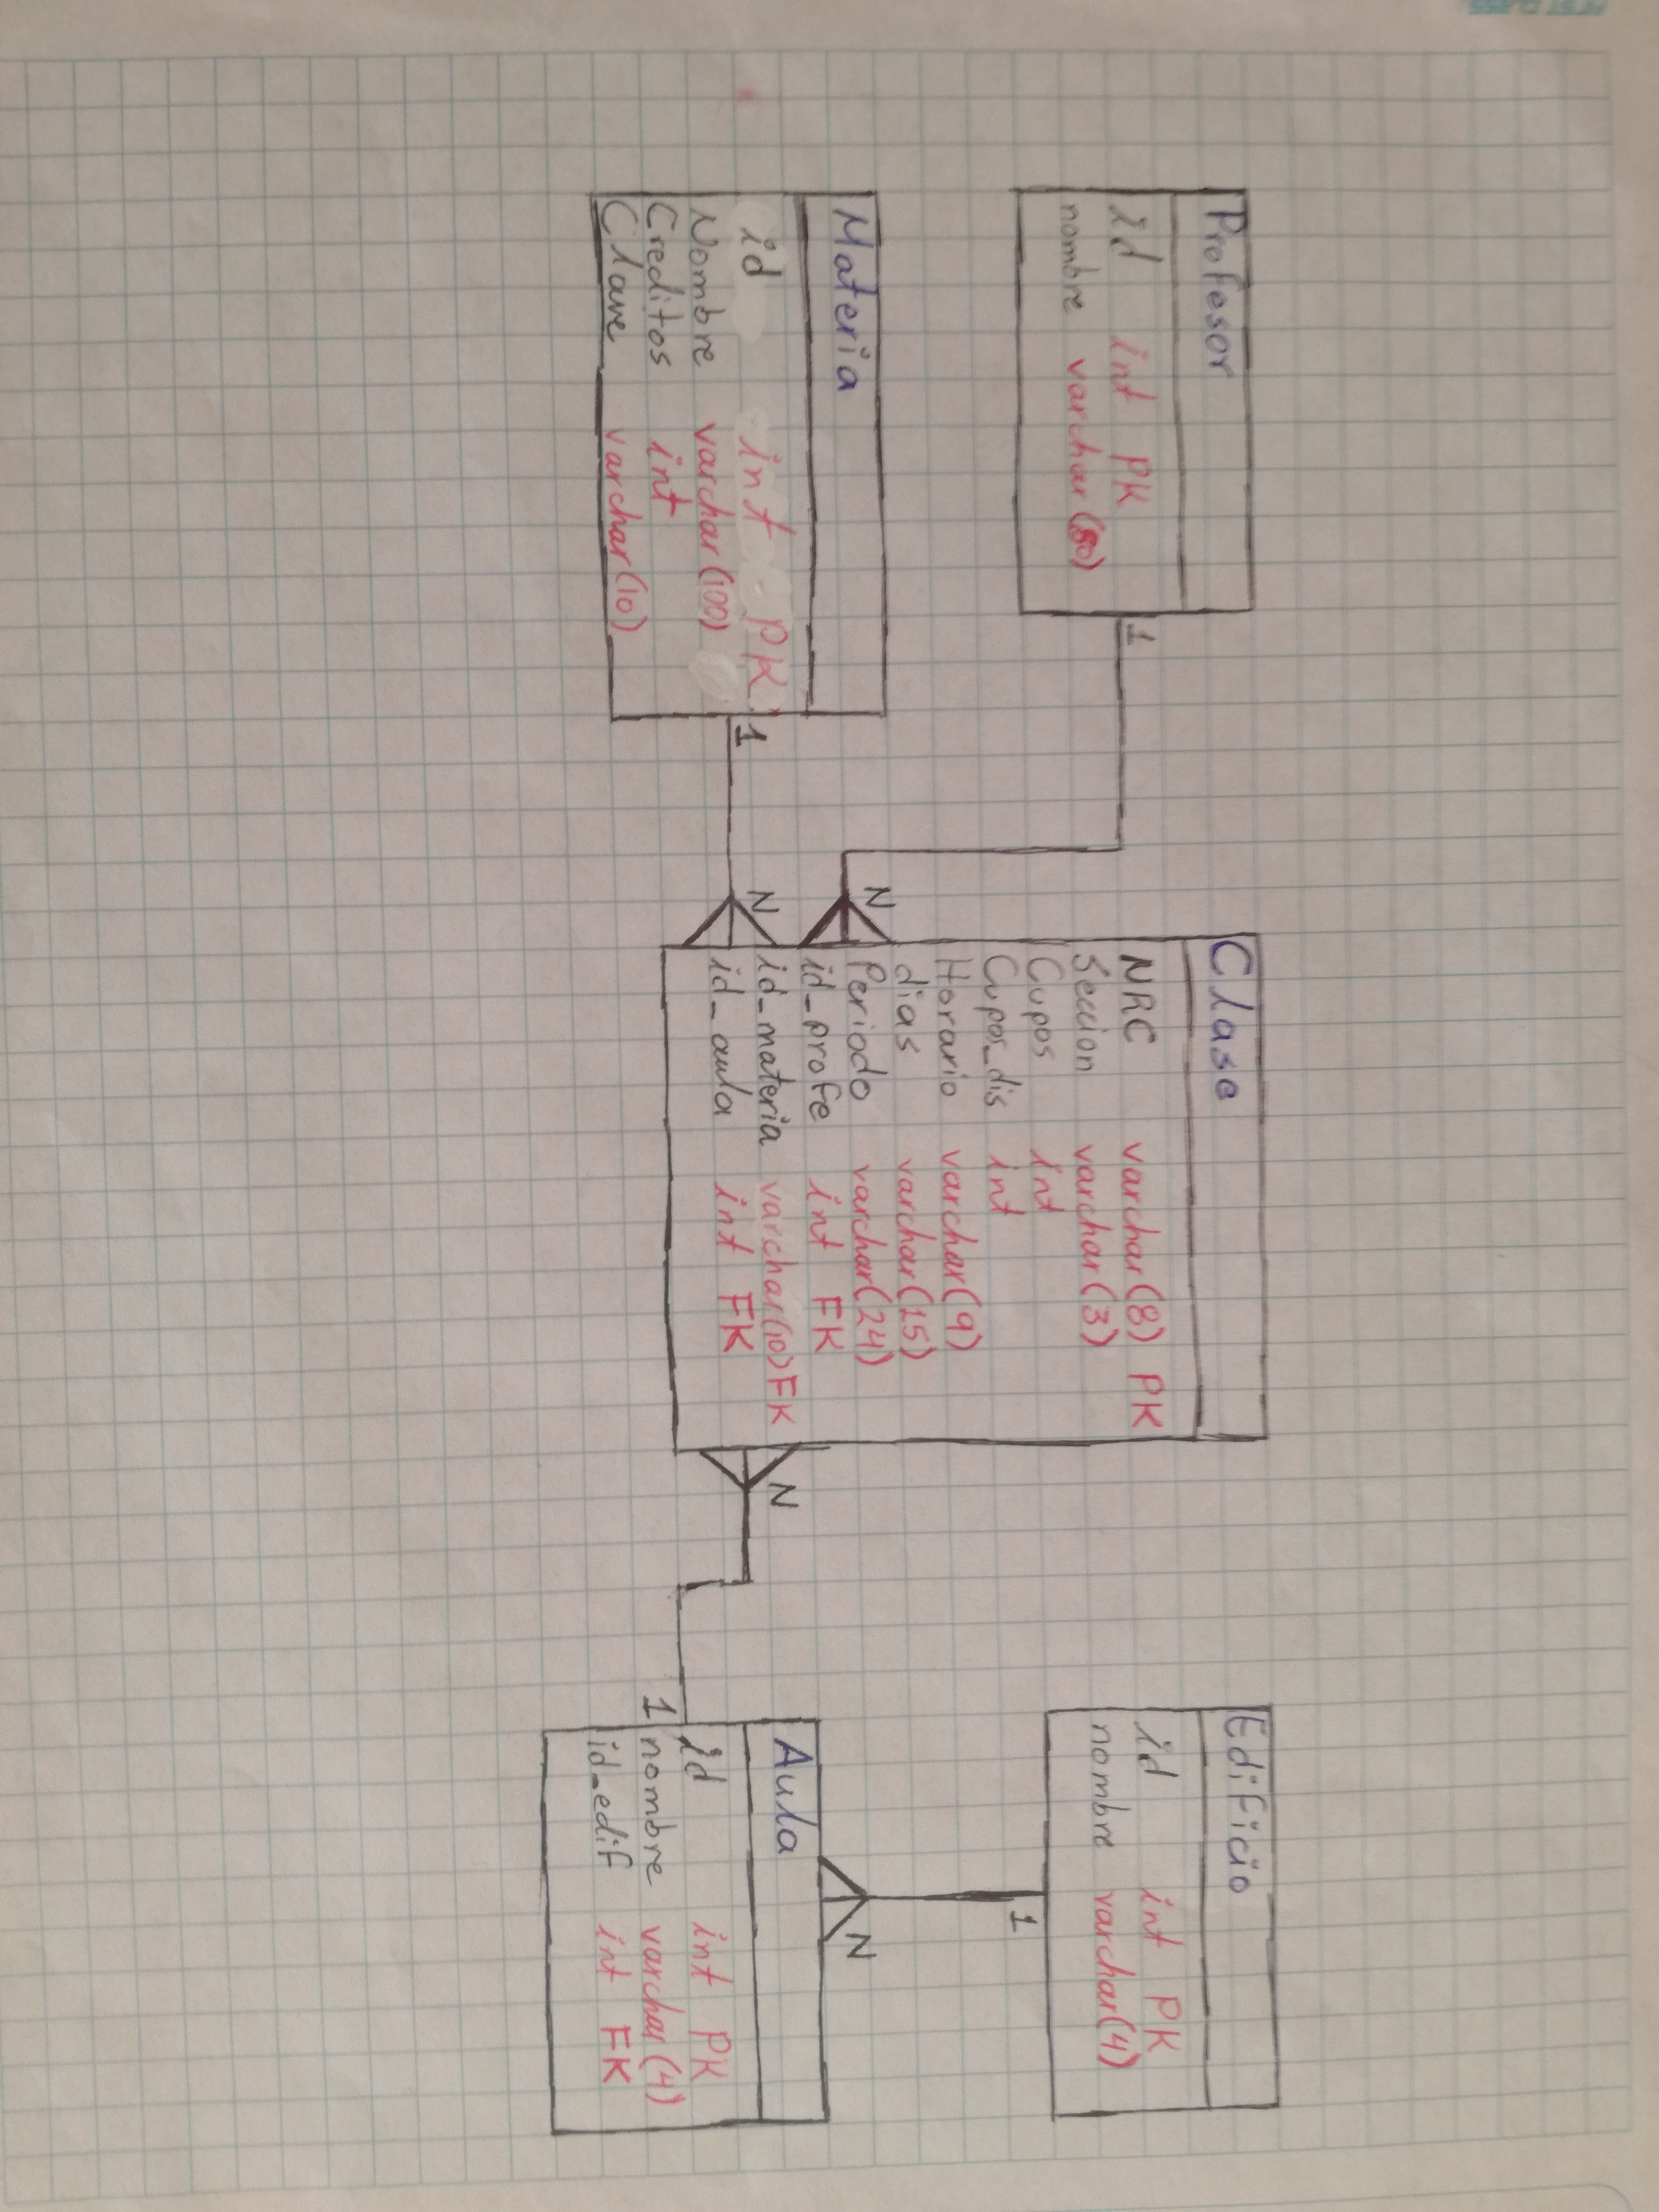 Profesor
id int PK
nombre varchar(80)
1
Materia
id int PK
Nombre varchar(100)
Creditos int
Clave varchar(10)
1
N
N
Clase
NRC varchar(8) PK
Seccion varchar(3)
Cupos int
Cupos_dis int
Horario varchar(9)
dias varchar(15)
Periodo varchar(24)
id_profe int FK
id_materia varchar(10) FK
id_aula int FK
N
Edificio
id int PK
nombre varchar(4)
1
N
Aula
1
id int PK
nombre varchar(4)
id_edif int FK